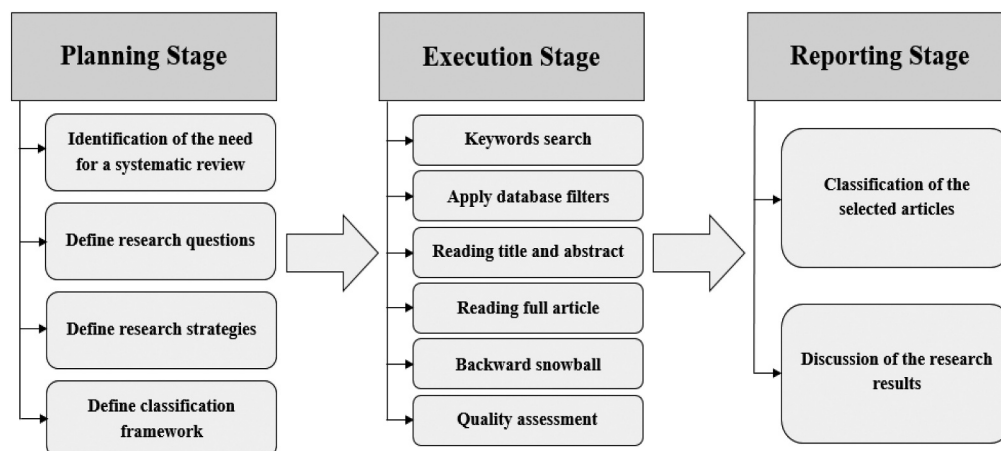 Planning Stage
Identification of the need
for a systematic review
Define research questions
Define research strategies
Define classification
framework
Execution Stage
Keywords search
Apply database filters
Reading title and abstract
Reading full article
Backward snowball
Quality assessment
Reporting Stage
Classification of the
selected articles
Discussion of the research
results